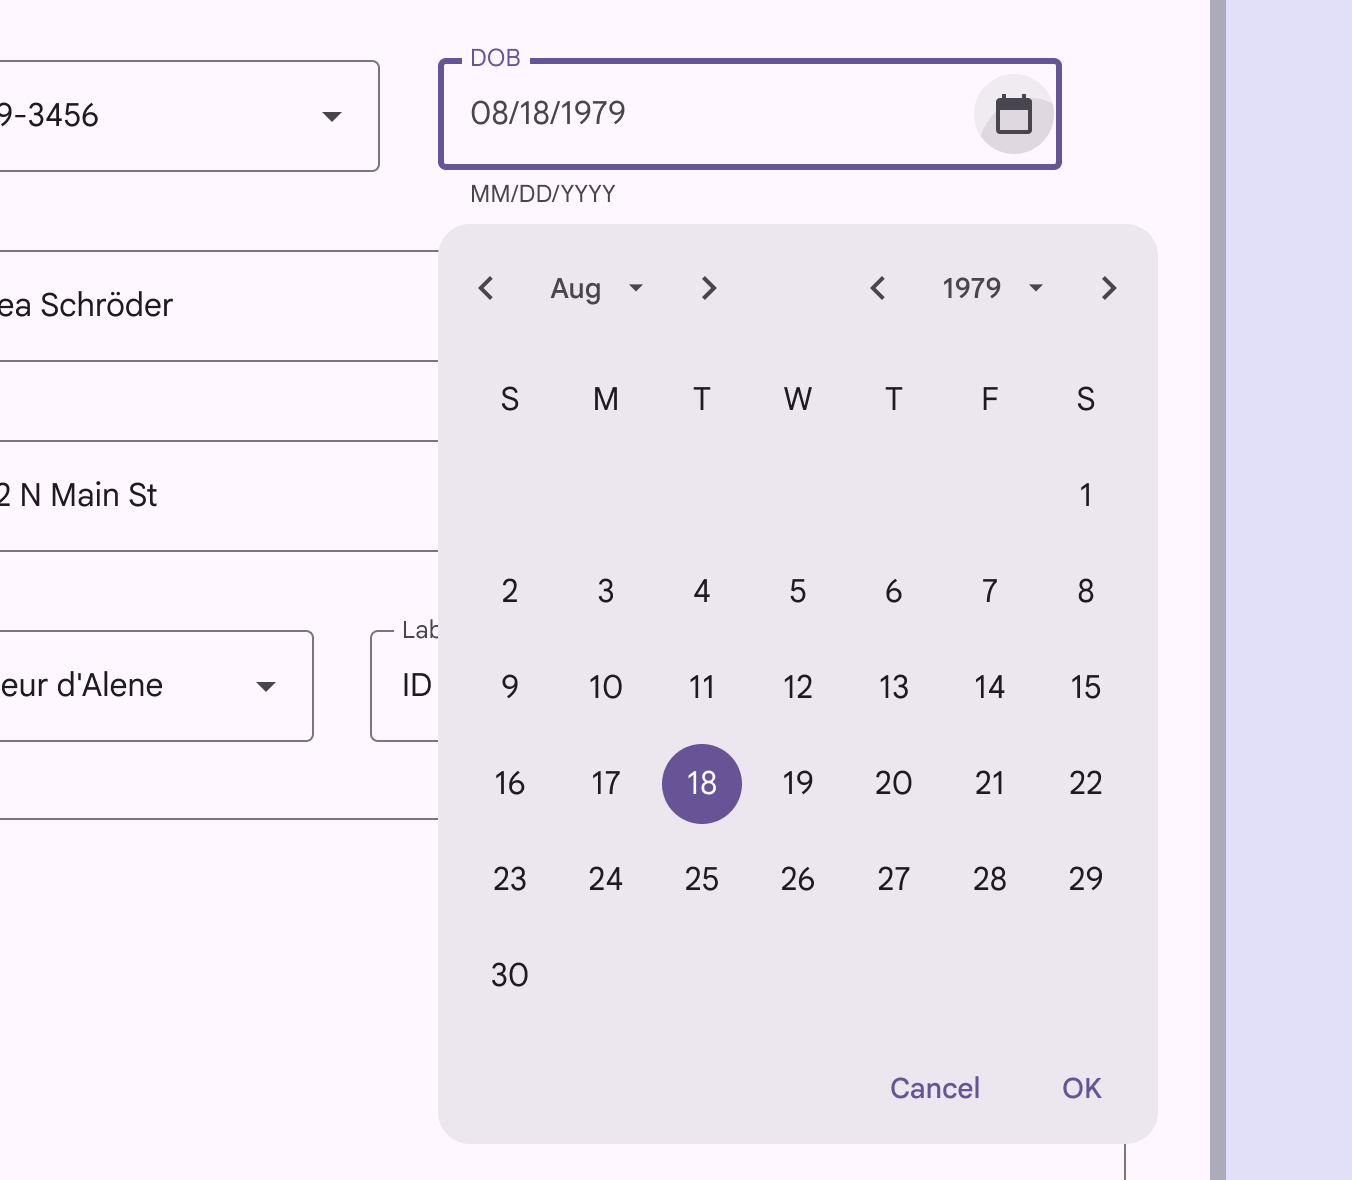 DOB
9-3456
08/18/1979
MM/DD/YYYY
Aug 1979
ea Schröder
S M T W T F S
1
2 N Main St
2 3 4 5 6 7 8
Lab
eur d'Alene
ID
9 10 11 12 13 14 15
16 17 18 19 20 21 22
23 24 25 26 27 28 29
30
Cancel OK